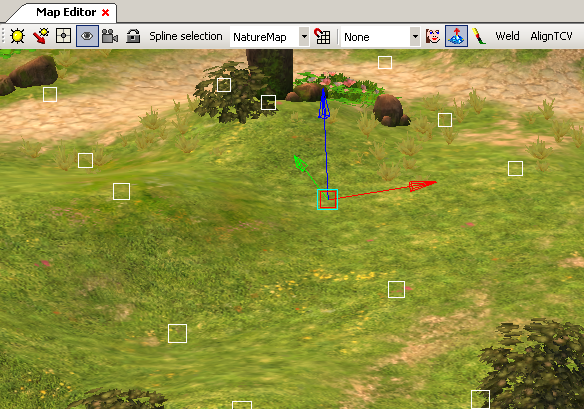 Map Editor
Spline selection NatureMap None Weld AlignTCV